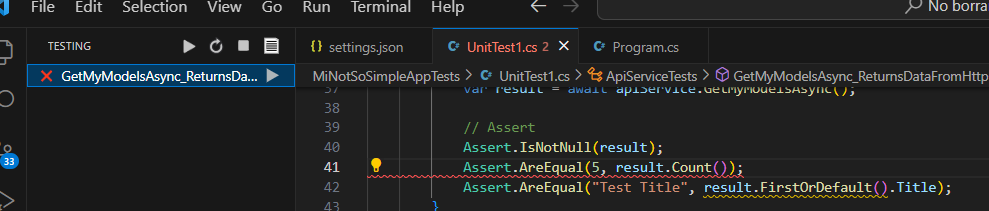 Edit Selection View Go Run Terminal Help No borra
TESTING
settings.json UnitTest1.cs 2 Program.cs
GetMyModelsAsync_ReturnsDa...
MiNotSoSimpleAppTests > UnitTest1.cs > ApiServiceTests > GetMyModelsAsync_ReturnsDataFromHttp
37 var result = await apiService.GetMyModelsAsync();
38
39 // Assert
40 Assert.IsNotNull(result);
41 Assert.AreEqual(5, result.Count());
42 Assert.AreEqual("Test Title", result.FirstOrDefault().Title);
43 }
33